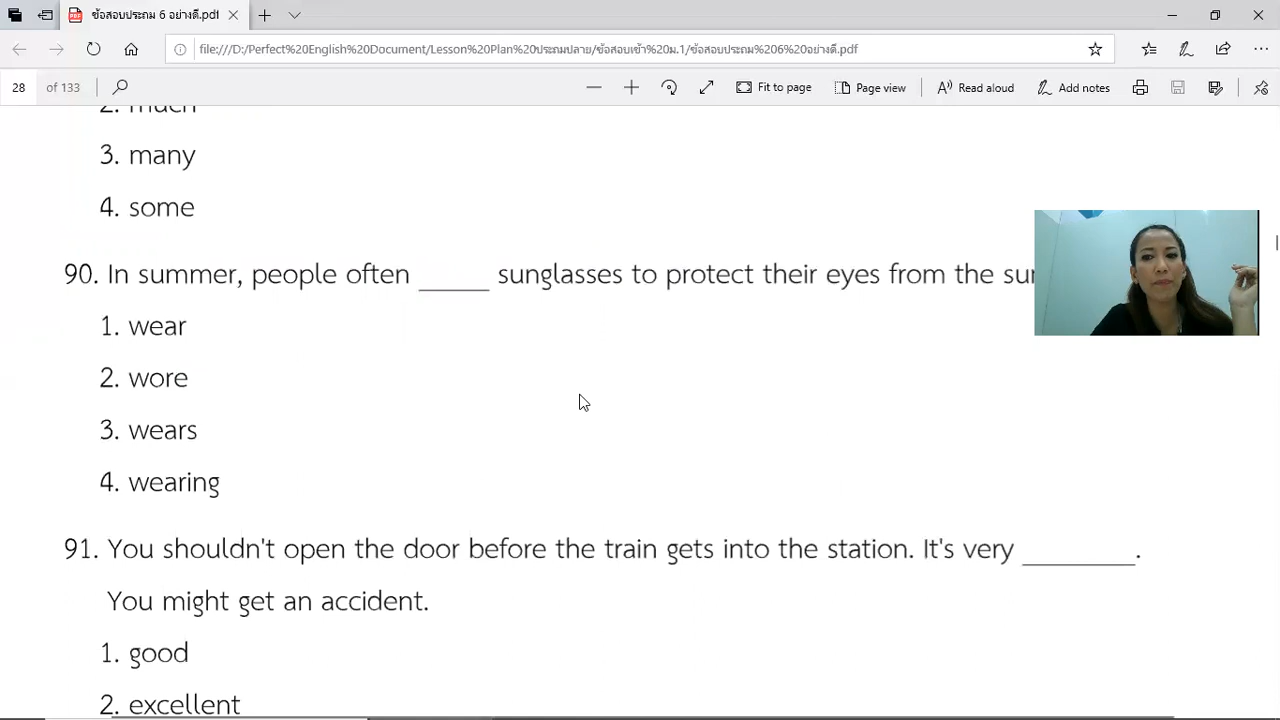 ข้อสอบประถม 6 อย่างดี.pdf
file:///D:/Perfect%20English%20Document/Lesson%20Plan%20ประถมปลาย/ข้อสอบเข้า%20ม.1/ข้อสอบประถม%206%20อย่างดี.pdf
28 of 133 Fit to page Page view Read aloud Add notes
2. much
3. many
4. some
90. In summer, people often _____ sunglasses to protect their eyes from the
1. wear
2. wore
3. wears
4. wearing
91. You shouldn't open the door before the train gets into the station. It's very ________.
You might get an accident.
1. good
2. excellent